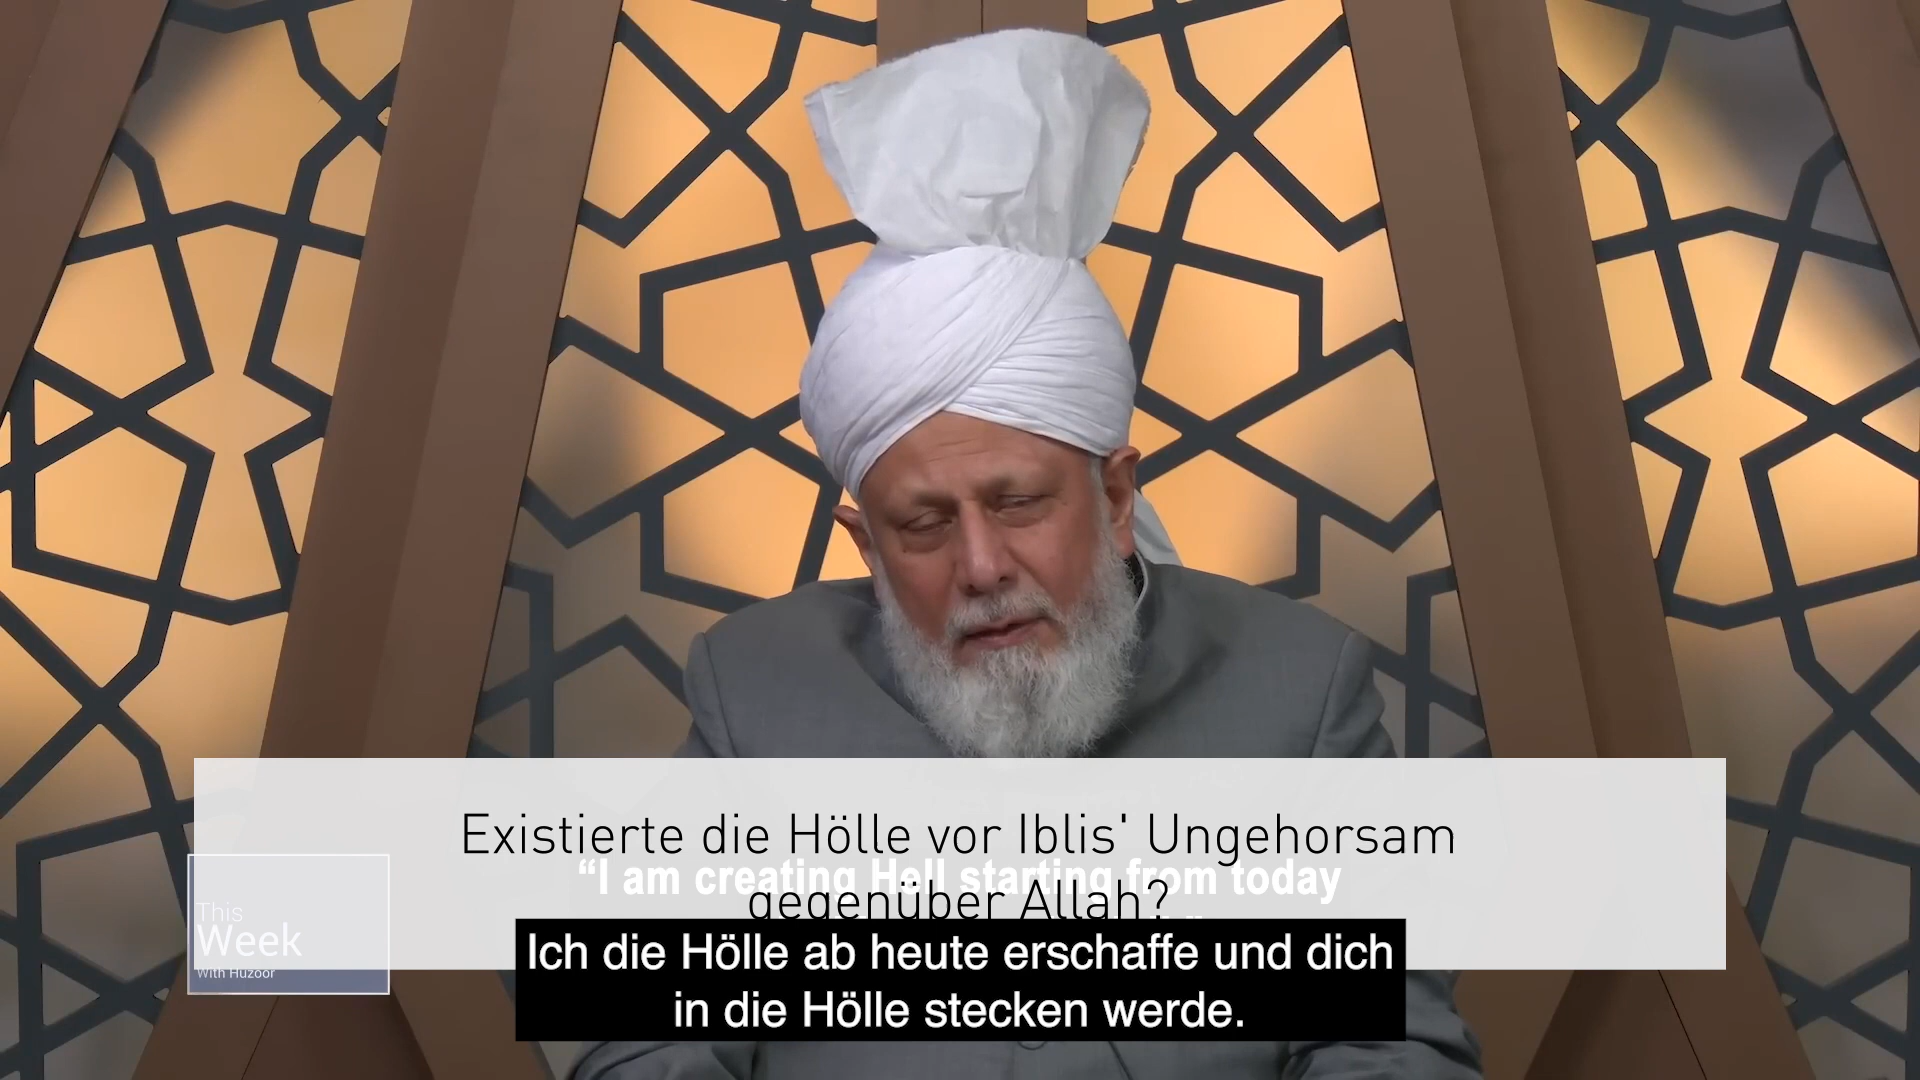 Existierte die Hölle vor Iblis' Ungehorsam
“I am creating Hell starting from today
gegenüber Allah?
This
Week
With Huzoor
Ich die Hölle ab heute erschaffe und dich
in die Hölle stecken werde.